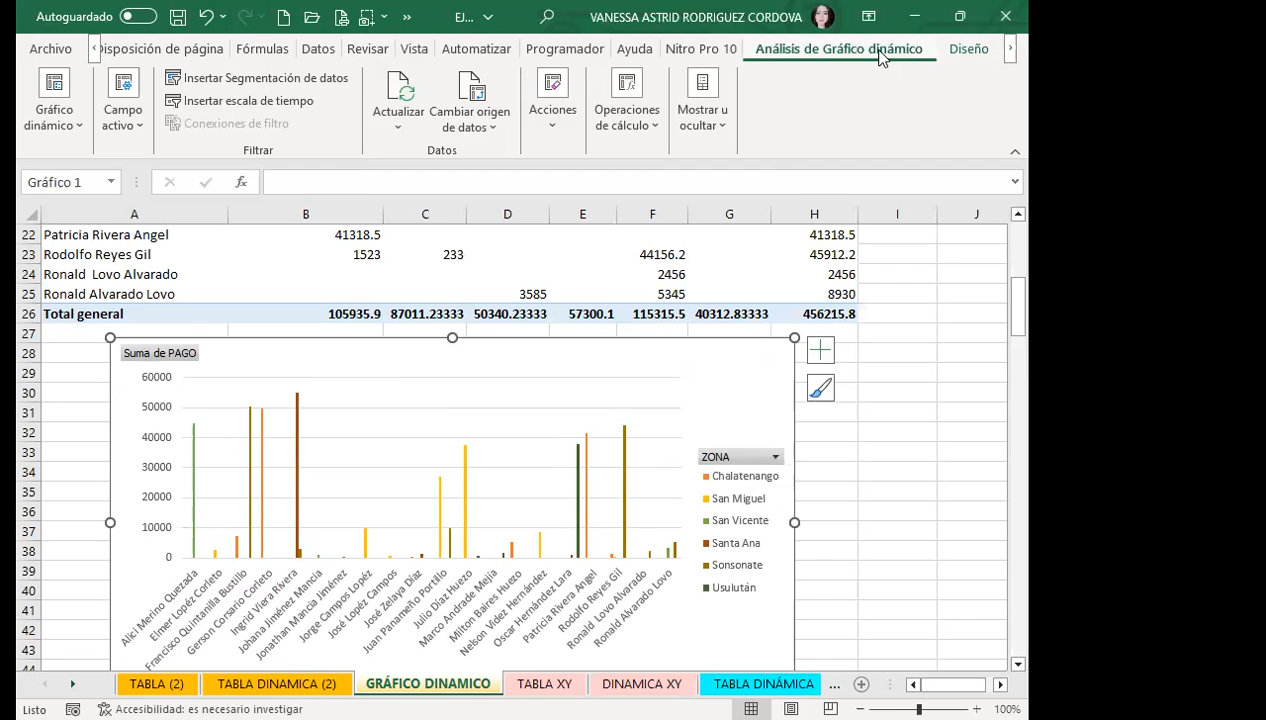 Autoguardado EJ... VANESSA ASTRID RODRIGUEZ CORDOVA
Archivo Disposición de página Fórmulas Datos Revisar Vista Automatizar Programador Ayuda Nitro Pro 10 Análisis de Gráfico dinámico Diseño
Gráfico dinámico
Campo activo
Insertar Segmentación de datos
Insertar escala de tiempo
Conexiones de filtro
Filtrar
Actualizar
Cambiar origen de datos
Datos
Acciones
Operaciones de cálculo
Mostrar u ocultar
Gráfico 1 fx
A B C D E F G H I J
22 Patricia Rivera Angel 41318.5 41318.5
23 Rodolfo Reyes Gil 1523 233 44156.2 45912.2
24 Ronald Lovo Alvarado 2456 2456
25 Ronald Alvarado Lovo 3585 5345 8930
26 Total general 105935.9 87011.23333 50340.23333 57300.1 115315.5 40312.83333 456215.8
27
28
29
30
31
32
33
34
35
36
37
38
39
40
41
42
43
44
Suma de PAGO
60000
50000
40000
30000
20000
10000
0
Alici Merino Quezada
Elmer Lopéz Corleto
Francisco Quintanilla Bustillo
Gerson Corsario Corleto
Ingrid Viera Rivera
Johana Jiménez Mancía
Jonathan Mancía Jiménez
Jorge Campos Lopéz
José Lopéz Campos
José Zelaya Díaz
Juan Panameño Portillo
Julio Díaz Huezo
Marco Andrade Mejia
Milton Baires Huezo
Nelson Videz Hernández
Oscar Hernández Lara
Patricia Rivera Angel
Rodolfo Reyes Gil
Ronald Lovo Alvarado
Ronald Alvarado Lovo
ZONA
Chalatenango
San Miguel
San Vicente
Santa Ana
Sonsonate
Usulután
TABLA (2) TABLA DINAMICA (2) GRÁFICO DINAMICO TABLA XY DINAMICA XY TABLA DINÁMICA ...
Listo Accesibilidad: es necesario investigar 100%